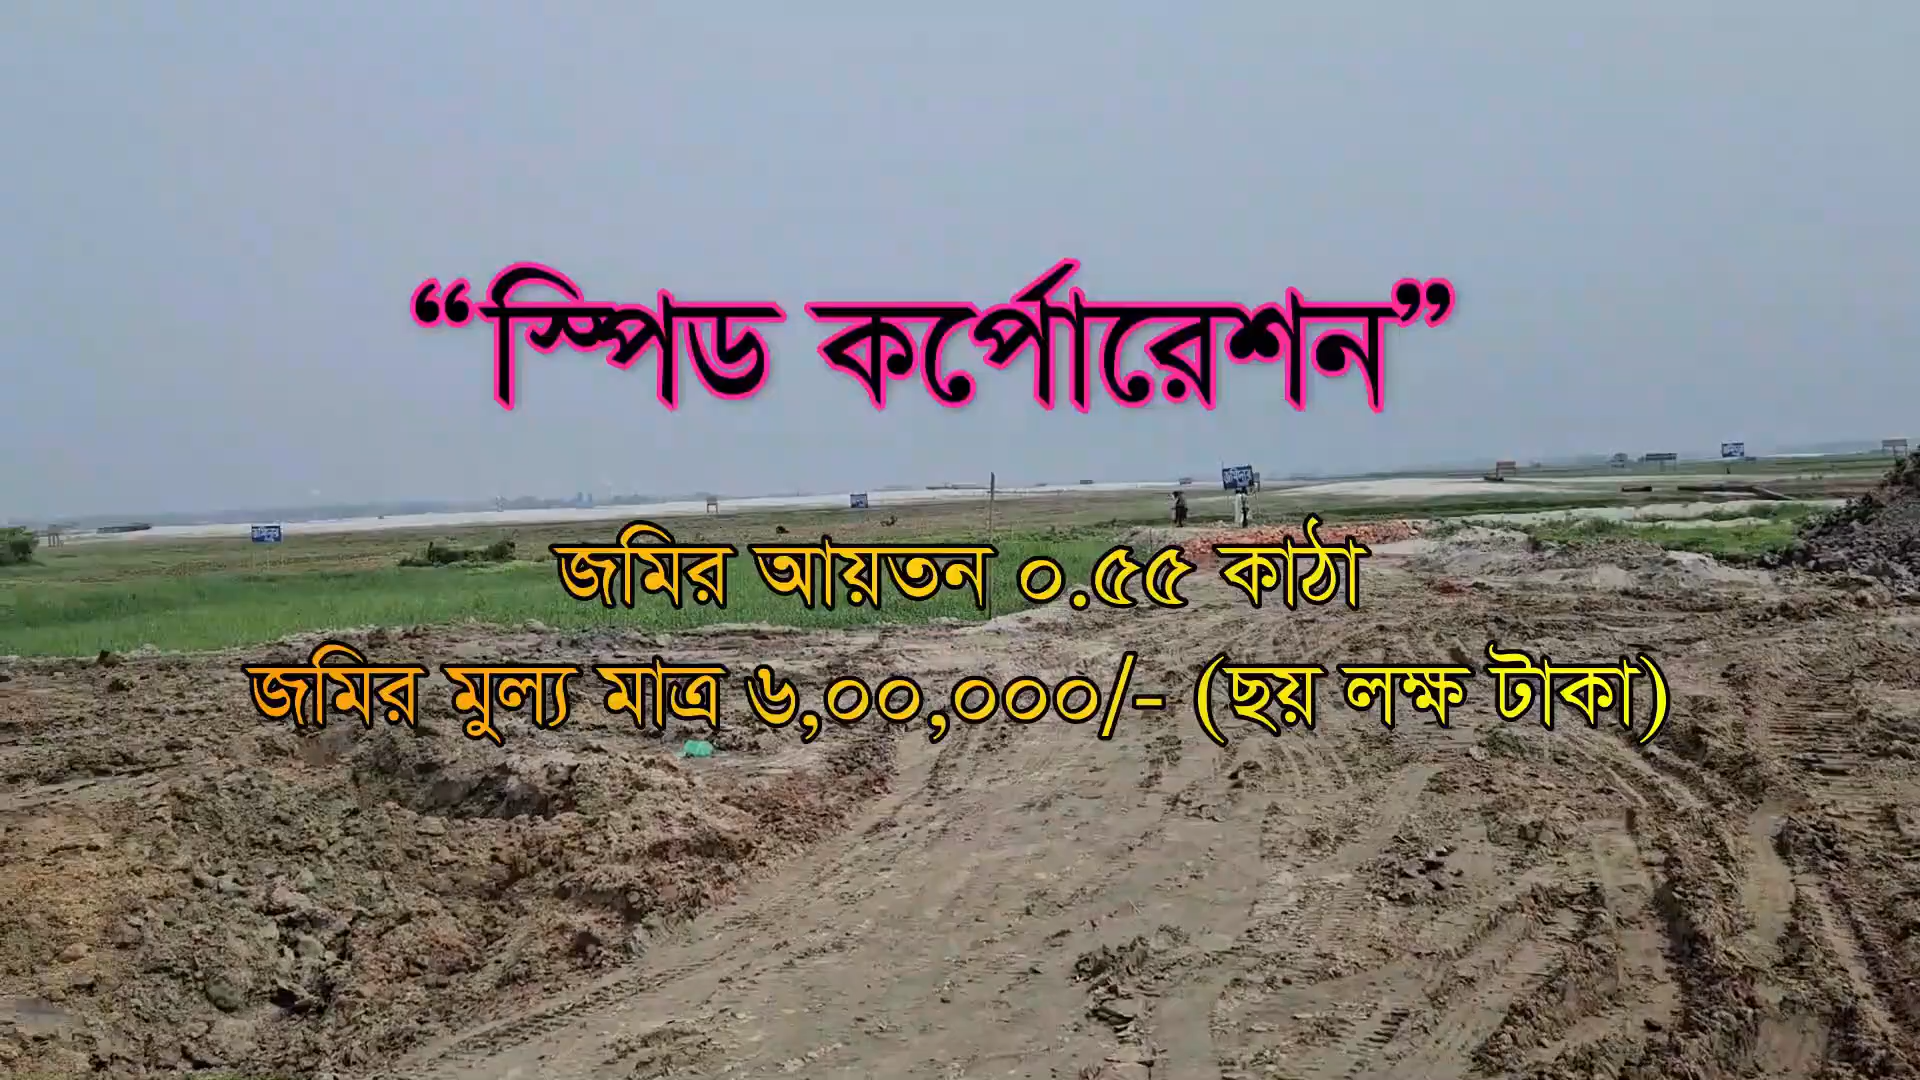 “স্পিড কর্পোরেশন”
জমির আয়তন ০.৫৫ কাঠা
জমির মুল্য মাত্র ৬,০০,০০০/- (ছয় লক্ষ টাকা)